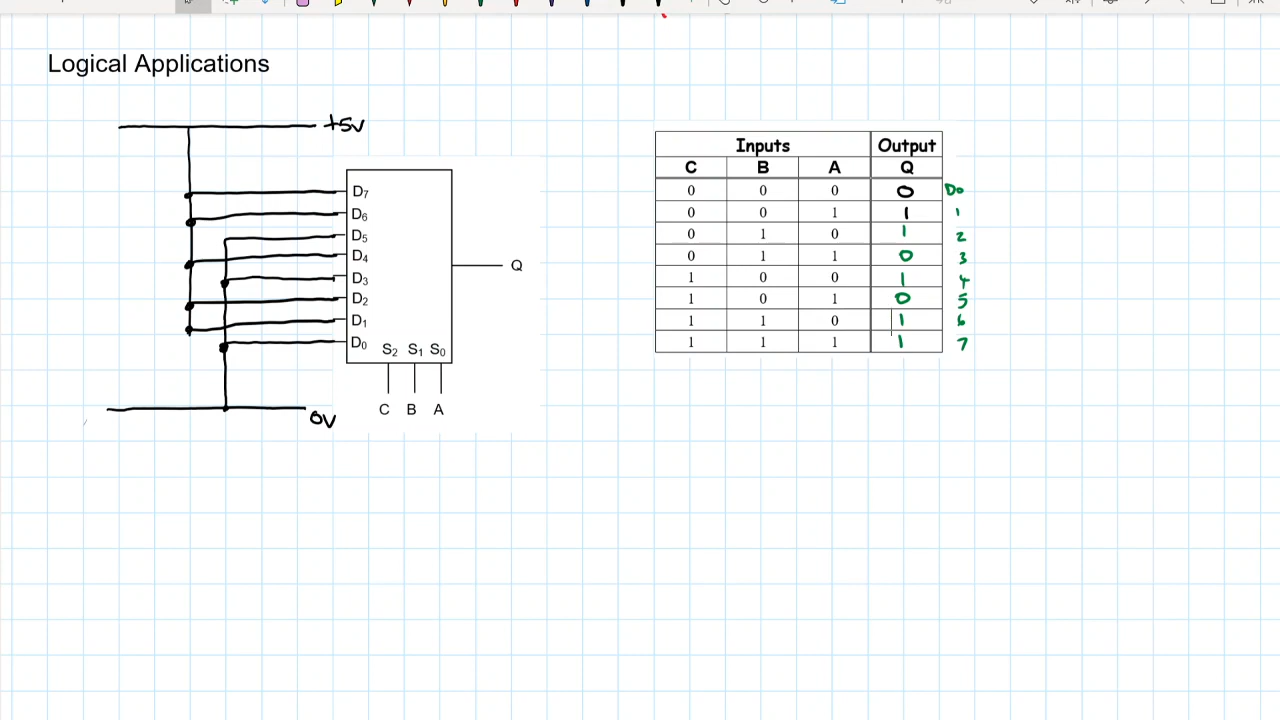 Logical Applications
+5V
D7
D6
D5
D4
D3
D2
D1
D0
S2 S1 S0
C B A
Q
0V
Inputs Output
C B A Q
0 0 0 0 D0
0 0 1 1 1
0 1 0 1 2
0 1 1 0 3
1 0 0 1 4
1 0 1 0 5
1 1 0 1 6
1 1 1 1 7